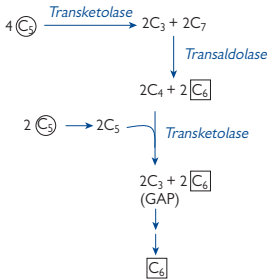 4 C₅ Transketolase 2C₃ + 2C₇
Transaldolase
2C₄ + 2 C₆
2 C₅ 2C₅ Transketolase
2C₃ + 2 C₆
(GAP)
C₆